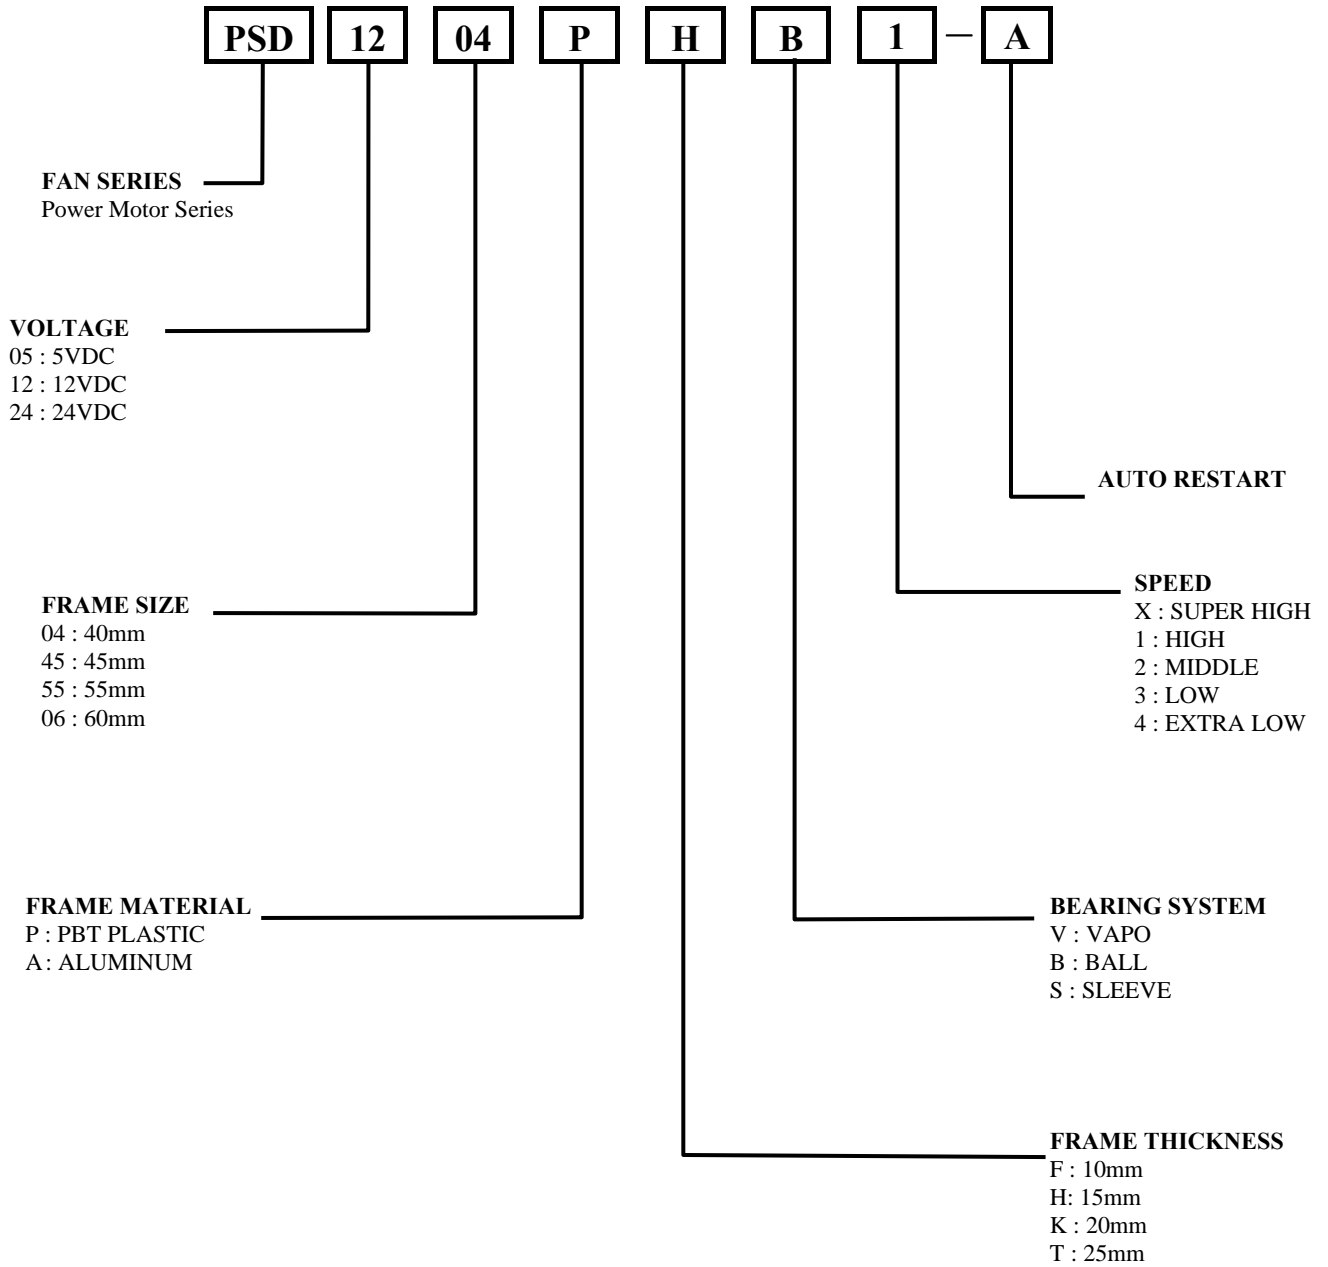 PSD 12 04 P H B 1 — A
FAN SERIES
Power Motor Series
VOLTAGE
05 : 5VDC
12 : 12VDC
24 : 24VDC
AUTO RESTART
SPEED
X : SUPER HIGH
1 : HIGH
2 : MIDDLE
3 : LOW
4 : EXTRA LOW
FRAME SIZE
04 : 40mm
45 : 45mm
55 : 55mm
06 : 60mm
FRAME MATERIAL
P : PBT PLASTIC
A : ALUMINUM
BEARING SYSTEM
V : VAPO
B : BALL
S : SLEEVE
FRAME THICKNESS
F : 10mm
H: 15mm
K : 20mm
T : 25mm